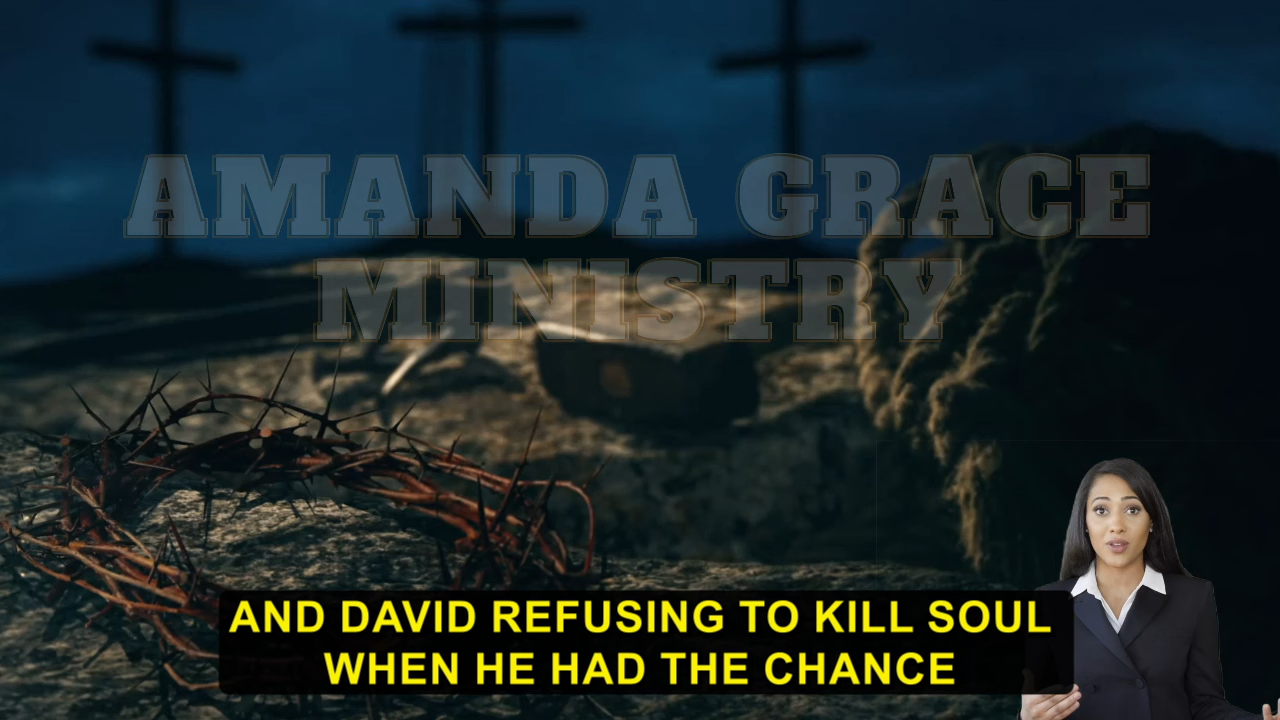 AMANDA GRACE
MINISTRY
AND DAVID REFUSING TO KILL SOUL
WHEN HE HAD THE CHANCE